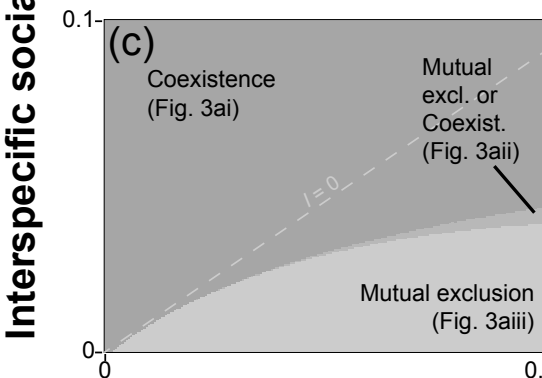 Interspecific socia
0.1
(c)
Coexistence
(Fig. 3ai)
Mutual
excl. or
Coexist.
(Fig. 3aii)
I = 0
Mutual exclusion
(Fig. 3aiii)
0
0
0.